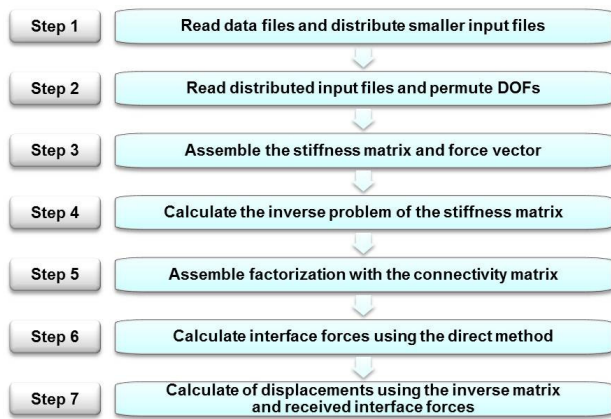 Step 1
Read data files and distribute smaller input files
Step 2
Read distributed input files and permute DOFs
Step 3
Assemble the stiffness matrix and force vector
Step 4
Calculate the inverse problem of the stiffness matrix
Step 5
Assemble factorization with the connectivity matrix
Step 6
Calculate interface forces using the direct method
Step 7
Calculate of displacements using the inverse matrix
and received interface forces